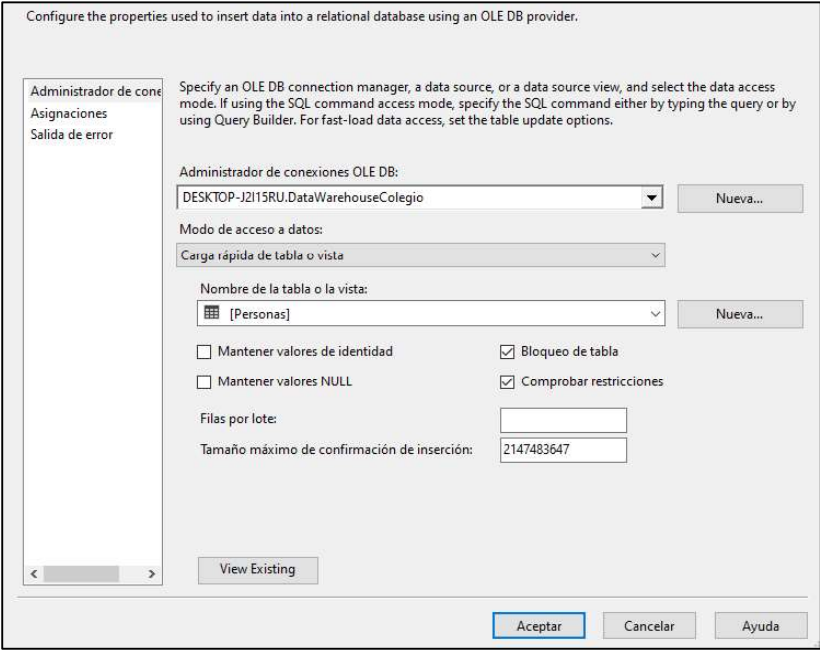 Configure the properties used to insert data into a relational database using an OLE DB provider.
Administrador de cone
Asignaciones
Salida de error
Specify an OLE DB connection manager, a data source, or a data source view, and select the data access
mode. If using the SQL command access mode, specify the SQL command either by typing the query or by
using Query Builder. For fast-load data access, set the table update options.
Administrador de conexiones OLE DB:
DESKTOP-J2I15RU.DataWarehouseColegio
Nueva...
Modo de acceso a datos:
Carga rápida de tabla o vista
Nombre de la tabla o la vista:
[Personas]
Nueva...
Mantener valores de identidad
Bloqueo de tabla
Mantener valores NULL
Comprobar restricciones
Filas por lote:
Tamaño máximo de confirmación de inserción:
2147483647
View Existing
Aceptar
Cancelar
Ayuda